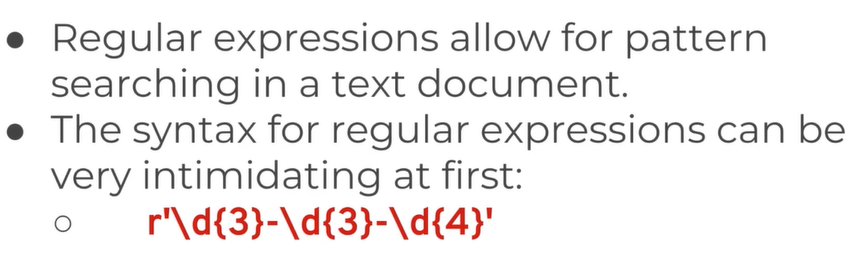 ● Regular expressions allow for pattern
searching in a text document.
● The syntax for regular expressions can be
very intimidating at first:
○ r'\d{3}-\d{3}-\d{4}'